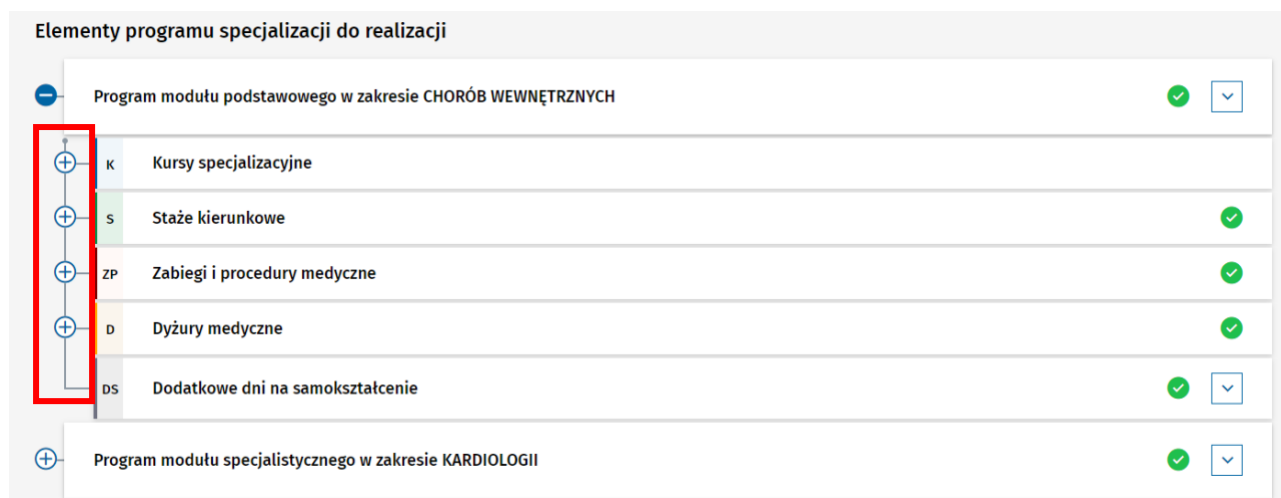 Elementy programu specjalizacji do realizacji
Program modułu podstawowego w zakresie CHORÓB WEWNĘTRZNYCH
K Kursy specjalizacyjne
S Staże kierunkowe
ZP Zabiegi i procedury medyczne
D Dyżury medyczne
DS Dodatkowe dni na samokształcenie
Program modułu specjalistycznego w zakresie KARDIOLOGII